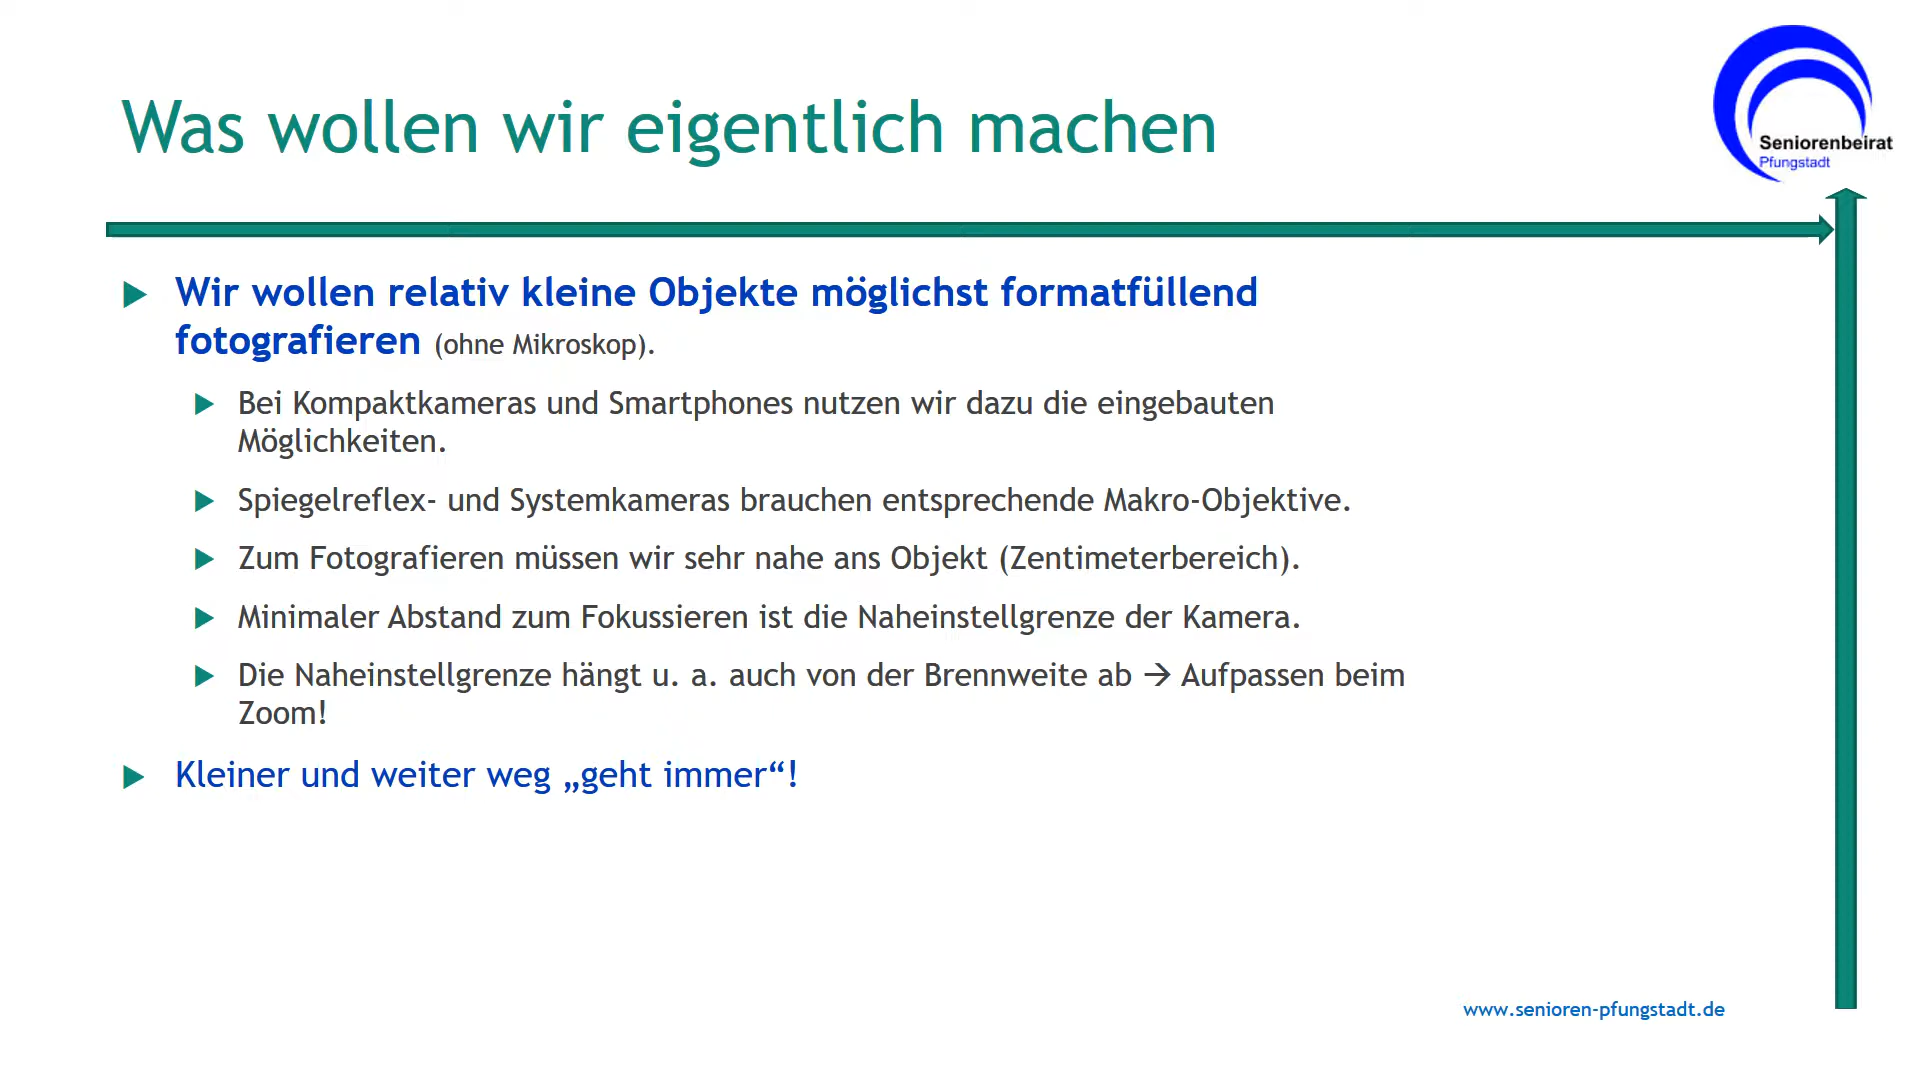 Was wollen wir eigentlich machen
Seniorenbeirat
Pfungstadt
Wir wollen relativ kleine Objekte möglichst formatfüllend
fotografieren (ohne Mikroskop).
Bei Kompaktkameras und Smartphones nutzen wir dazu die eingebauten
Möglichkeiten.
Spiegelreflex- und Systemkameras brauchen entsprechende Makro-Objektive.
Zum Fotografieren müssen wir sehr nahe ans Objekt (Zentimeterbereich).
Minimaler Abstand zum Fokussieren ist die Naheinstellgrenze der Kamera.
Die Naheinstellgrenze hängt u. a. auch von der Brennweite ab → Aufpassen beim
Zoom!
Kleiner und weiter weg „geht immer“!
www.senioren-pfungstadt.de